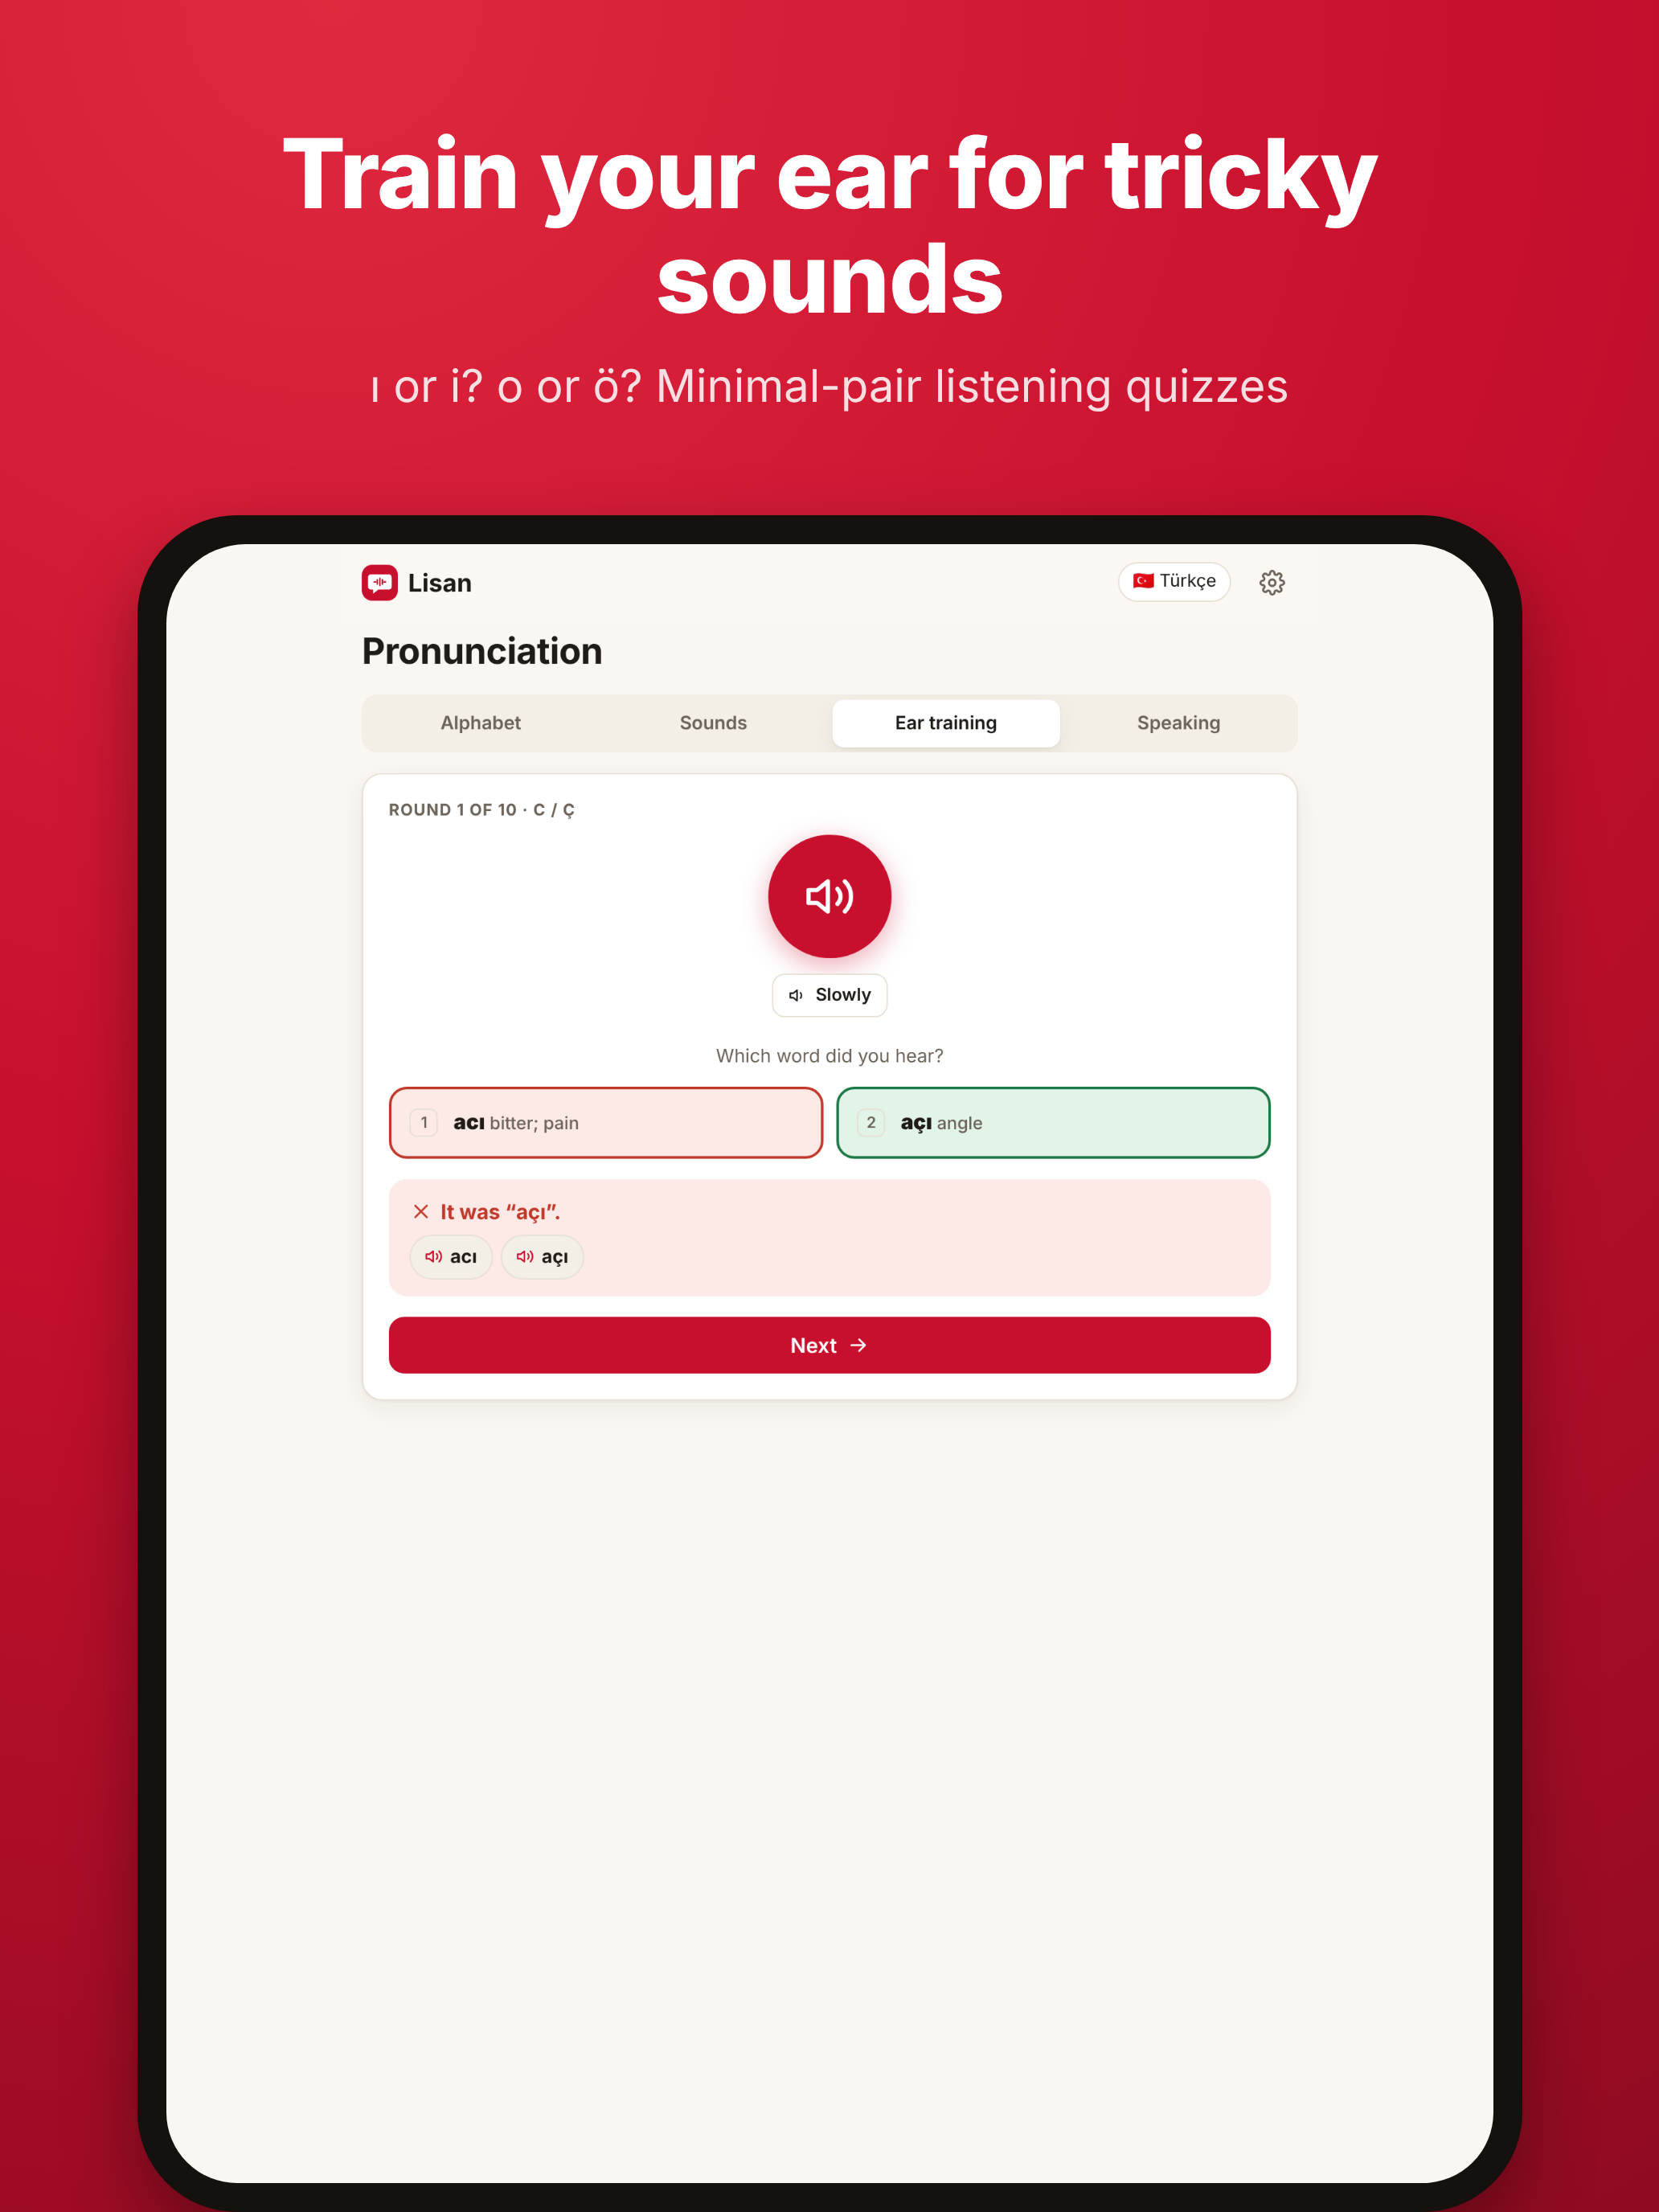 Train your ear for tricky
sounds
ı or i? o or ö? Minimal-pair listening quizzes
Lisan
🇹🇷 Türkçe
Pronunciation
Alphabet
Sounds
Ear training
Speaking
ROUND 1 OF 10 · C / Ç
Slowly
Which word did you hear?
1 acı bitter; pain
2 açı angle
It was “açı”.
acı
açı
Next →